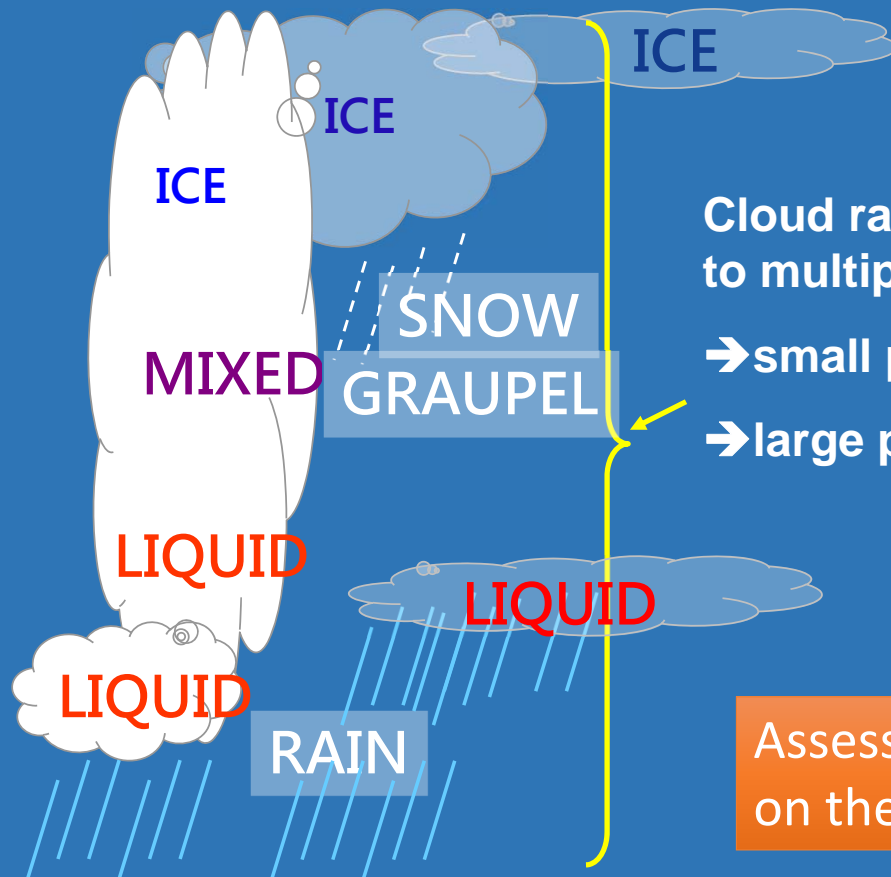 ICE
ICE
ICE
SNOW
MIXED
GRAUPEL
LIQUID
LIQUID
LIQUID
RAIN
Cloud ra
to multip
➔small p
➔large p
Assess
on the